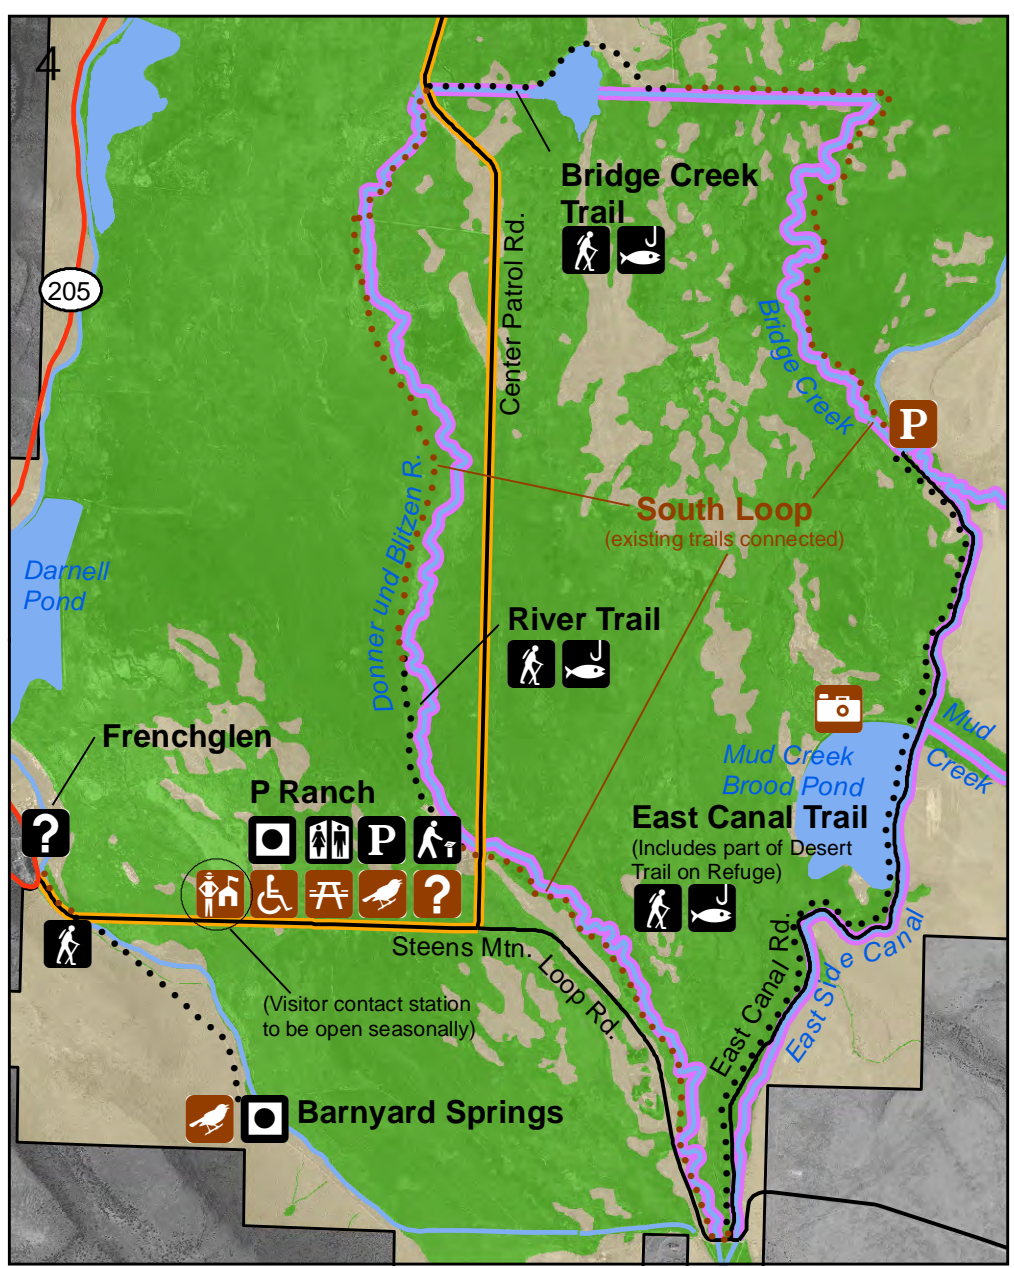 4
Bridge Creek
Trail
205
Center Patrol Rd.
Bridge Creek
P
South Loop
(existing trails connected)
Donner und Blitzen R.
Darnell
Pond
River Trail
Frenchglen
Mud
Creek
Mud Creek
Brood Pond
P Ranch
East Canal Trail
(Includes part of Desert
Trail on Refuge)
?
P
?
Steens Mtn.
Loop Rd.
East Canal Rd.
East Side Canal
(Visitor contact station
to be open seasonally)
Barnyard Springs